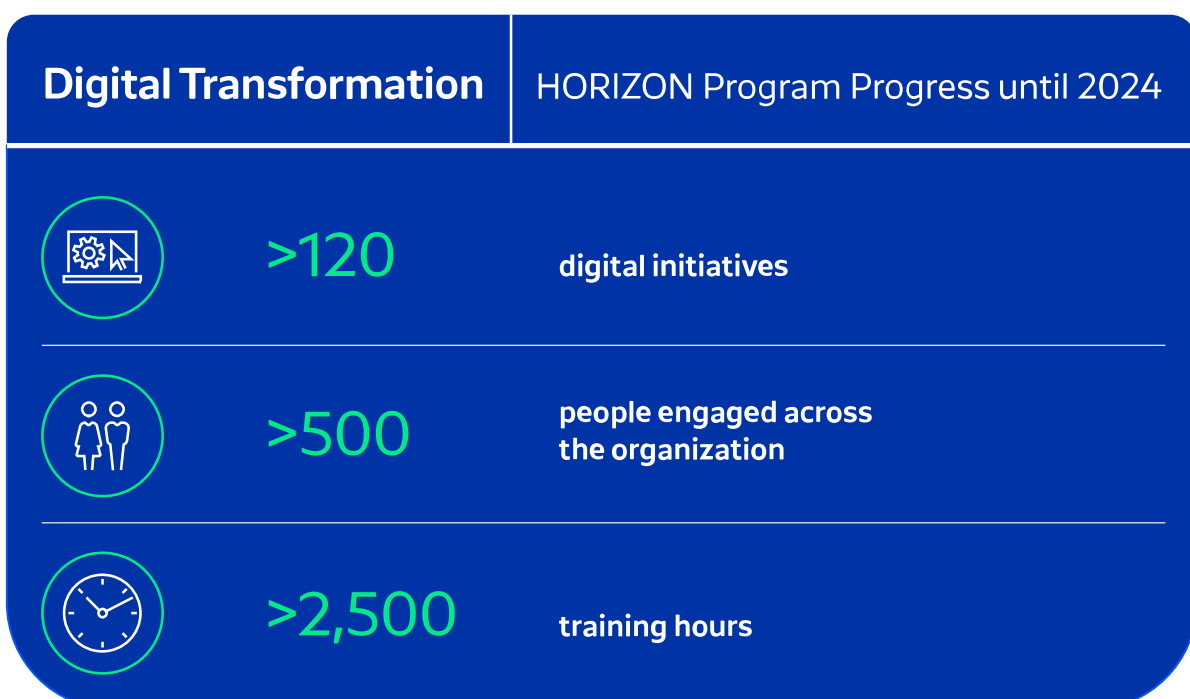 Digital Transformation
HORIZON Program Progress until 2024
>120
digital initiatives
>500
people engaged across
the organization
>2,500
training hours